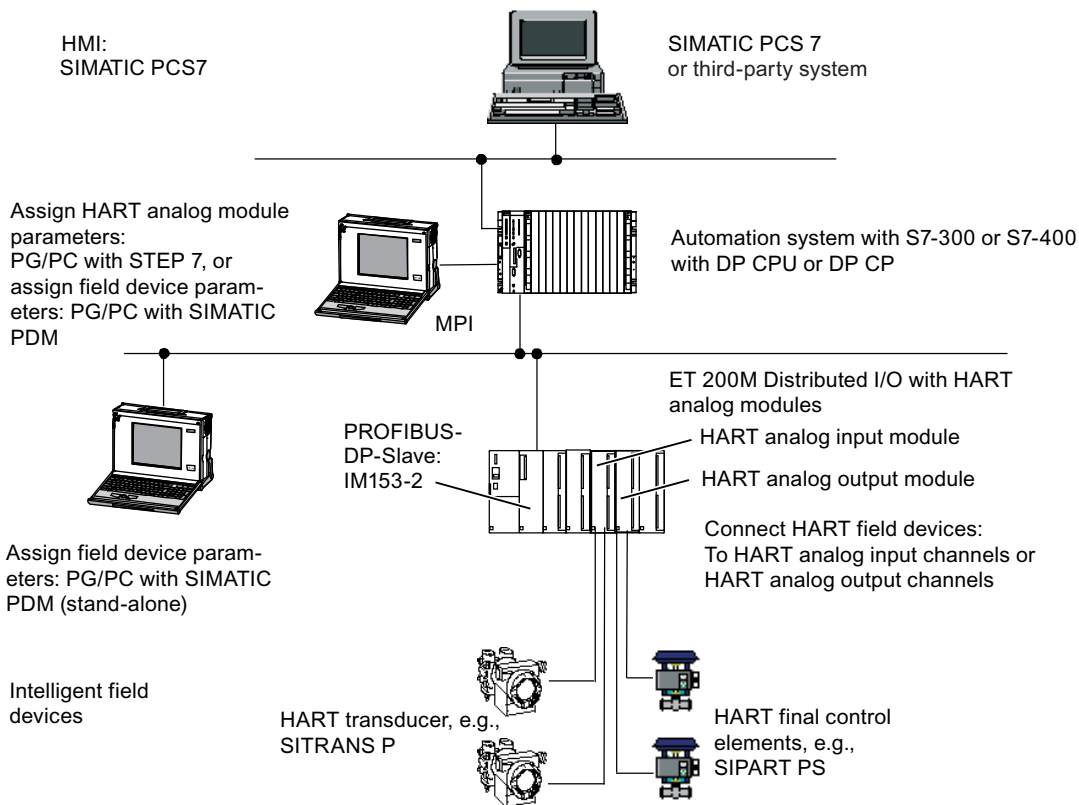 HMI:
SIMATIC PCS7
SIMATIC PCS 7
or third-party system
Assign HART analog module
parameters:
PG/PC with STEP 7, or
assign field device param-
eters: PG/PC with SIMATIC
PDM
MPI
Automation system with S7-300 or S7-400
with DP CPU or DP CP
ET 200M Distributed I/O with HART
analog modules
HART analog input module
HART analog output module
PROFIBUS-
DP-Slave:
IM153-2
Connect HART field devices:
To HART analog input channels or
HART analog output channels
Assign field device param-
eters: PG/PC with SIMATIC
PDM (stand-alone)
Intelligent field
devices
HART transducer, e.g.,
SITRANS P
HART final control
elements, e.g.,
SIPART PS